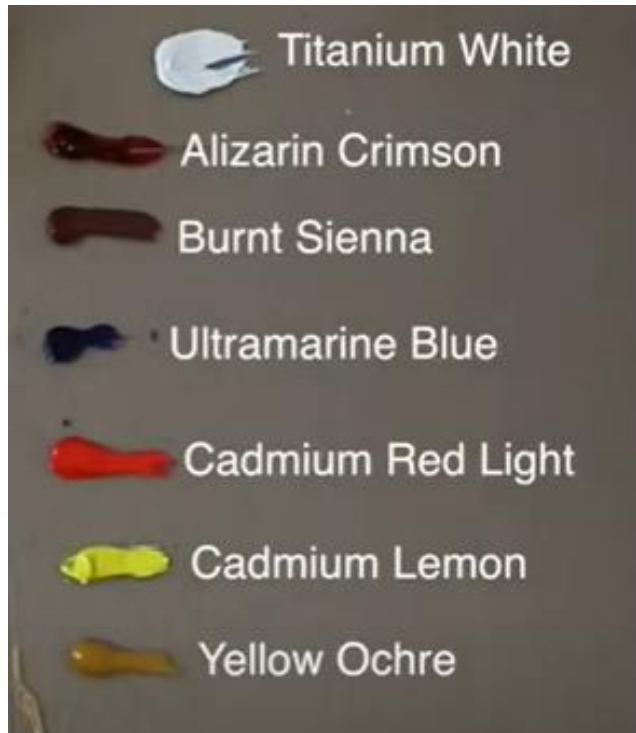 Titanium White
Alizarin Crimson
Burnt Sienna
Ultramarine Blue
Cadmium Red Light
Cadmium Lemon
Yellow Ochre